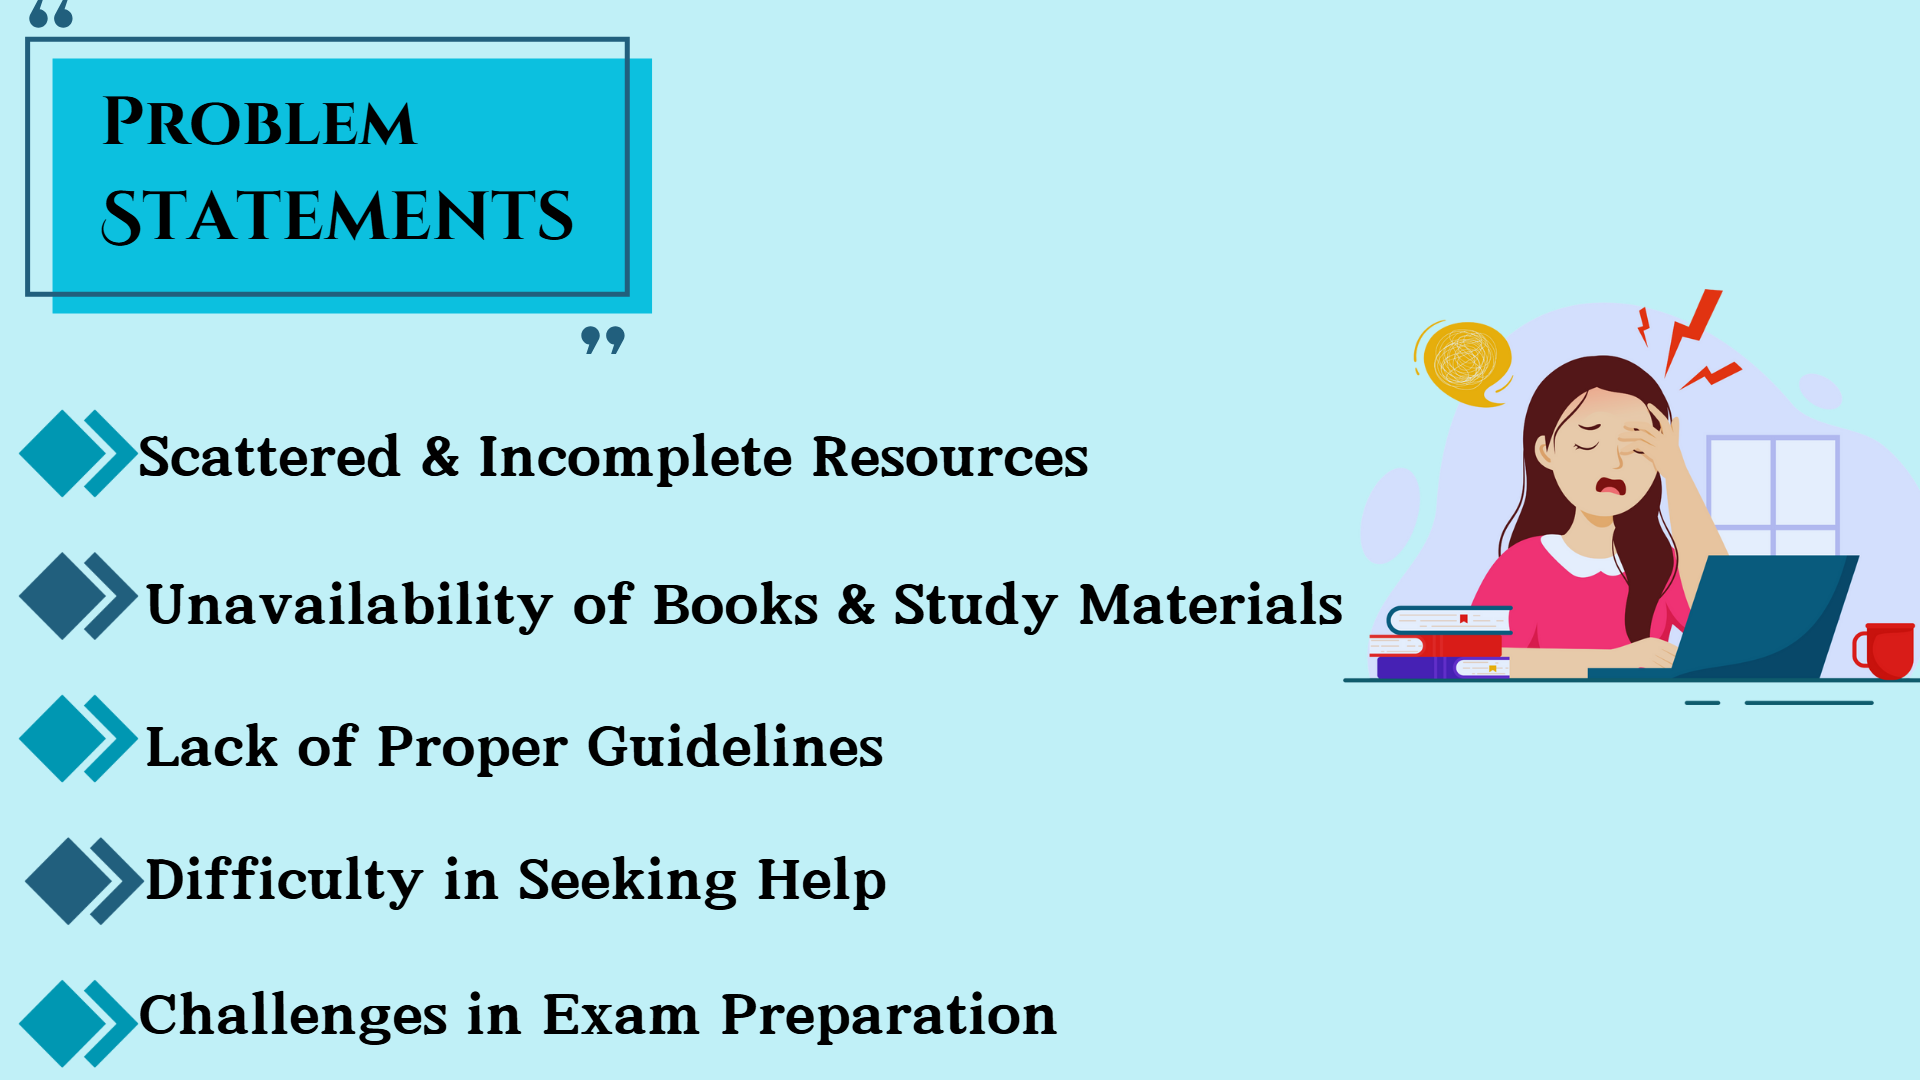 Problem
Statements
Scattered & Incomplete Resources
Unavailability of Books & Study Materials
Lack of Proper Guidelines
Difficulty in Seeking Help
Challenges in Exam Preparation